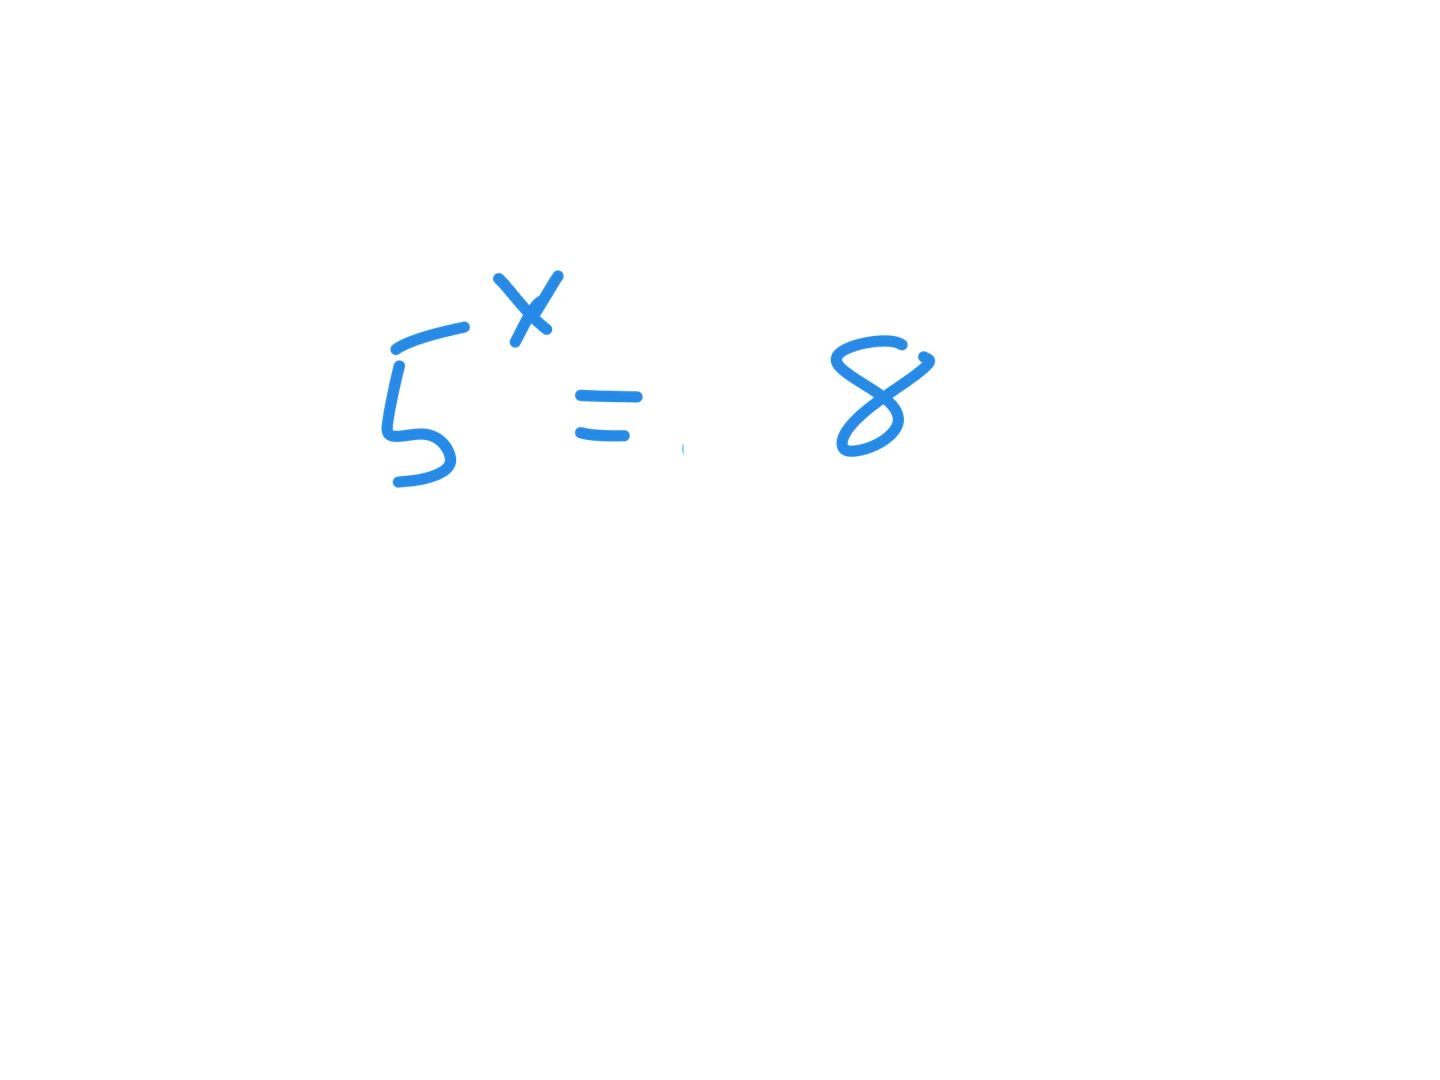 5^x = 8